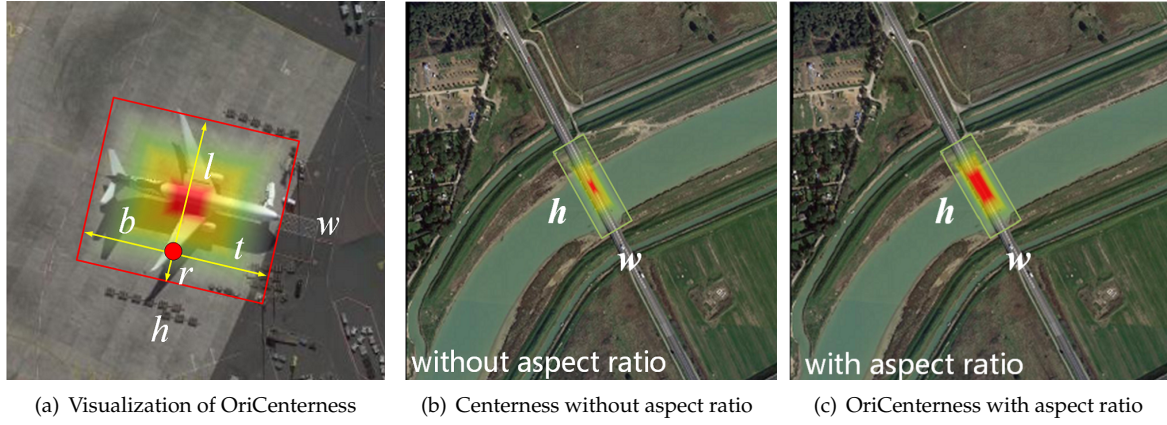 l
b
t
w
r
h
h
w
without aspect ratio
h
w
with aspect ratio
(a) Visualization of OriCenterness
(b) Centerness without aspect ratio
(c) OriCenterness with aspect ratio